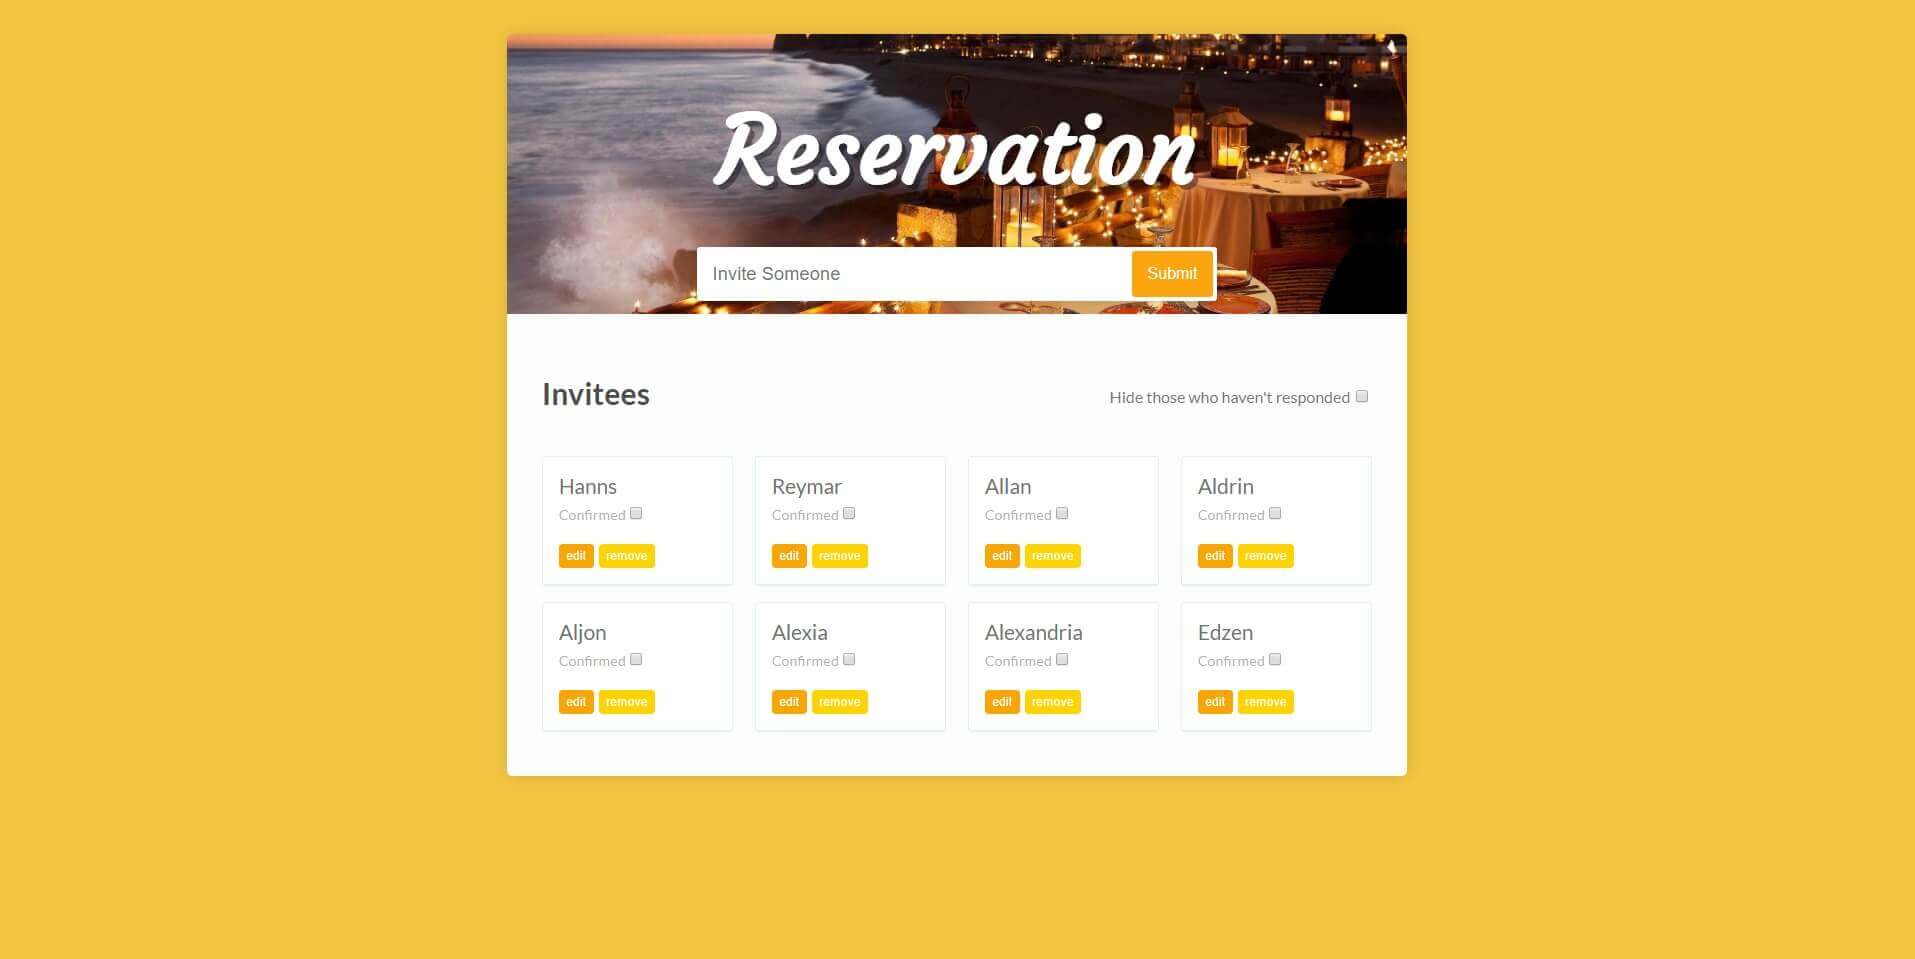 Reservation
Invite Someone Submit
Invitees Hide those who haven't responded
Hanns Reymar Allan Aldrin
Confirmed Confirmed Confirmed Confirmed
edit remove edit remove edit remove edit remove
Aljon Alexia Alexandria Edzen
Confirmed Confirmed Confirmed Confirmed
edit remove edit remove edit remove edit remove